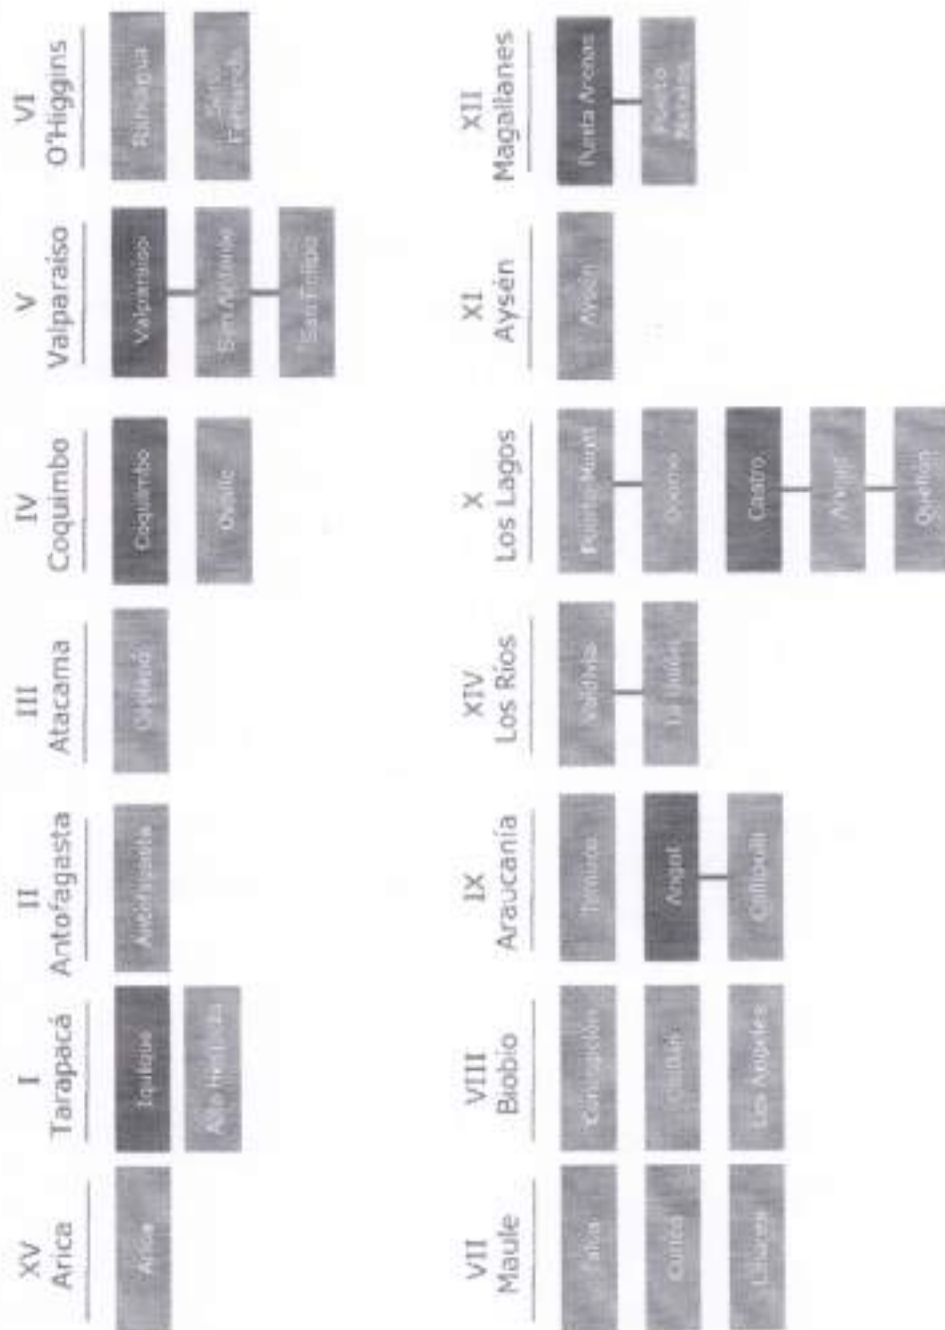 XV
Arica
Arica
I
Tarapacá
Iquique
Alto
II
Antofagasta
Antofagasta
III
Atacama
Copiapó
IV
Coquimbo
Coquimbo
Ovalle
V
Valparaíso
Valparaíso
San Antonio
San Felipe
VI
O'Higgins
Rancagua
San
Fernando
VII
Maule
Talca
Curicó
Linares
VIII
Biobío
Concepción
Chillán
Los Angeles
IX
Araucanía
Temuco
Angol
Collipulli
XIV
Los Ríos
Valdivia
La Unión
X
Los Lagos
Puerto Montt
Osorno
Castro
Ancud
Quellón
XI
Aysén
Aysén
XII
Magallanes
Punta Arenas
Puerto
Natales